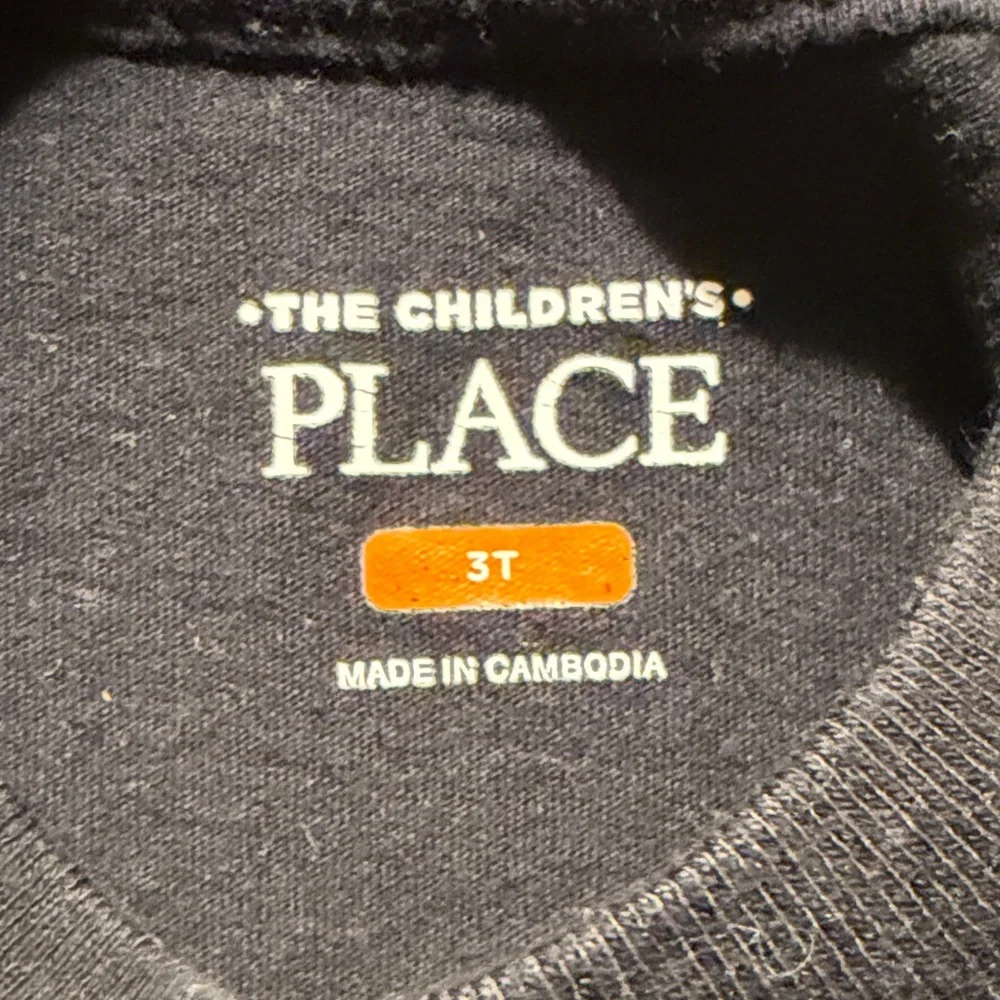 •THE CHILDREN'S•
PLACE
3T
MADE IN CAMBODIA